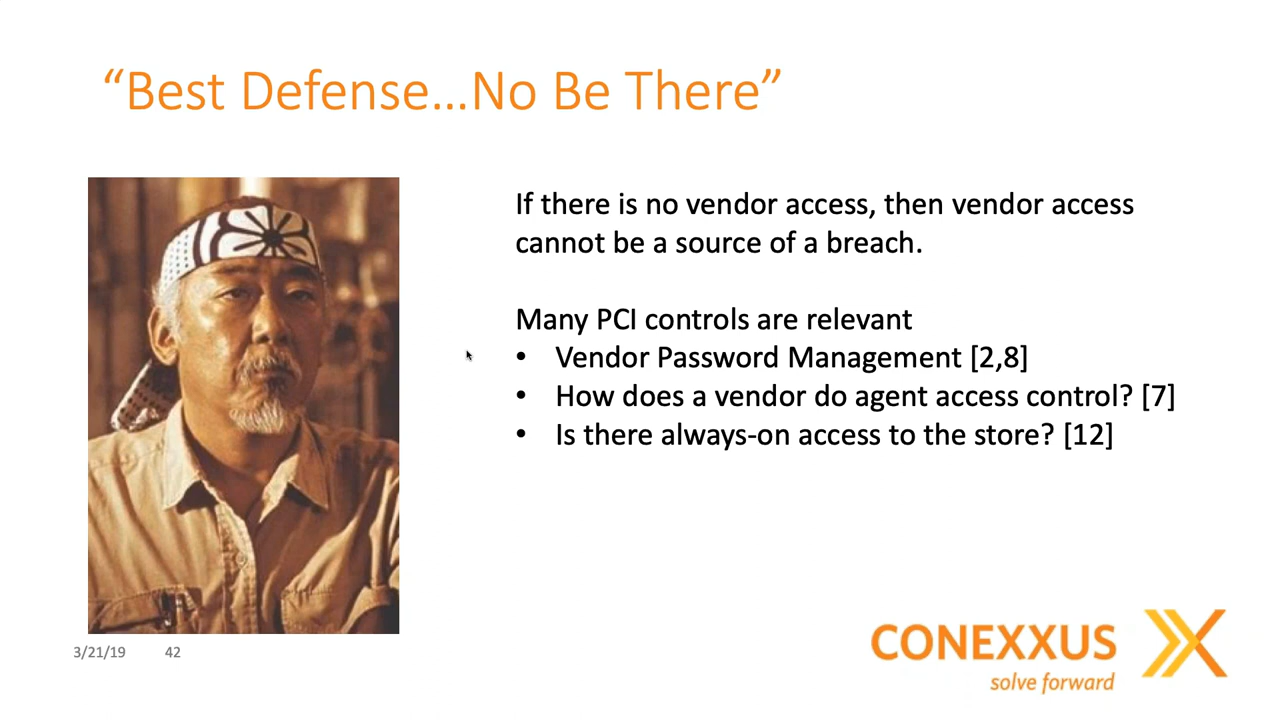 “Best Defense…No Be There”
If there is no vendor access, then vendor access
cannot be a source of a breach.
Many PCI controls are relevant
• Vendor Password Management [2,8]
• How does a vendor do agent access control? [7]
• Is there always-on access to the store? [12]
3/21/19 42
CONEXXUS
solve forward